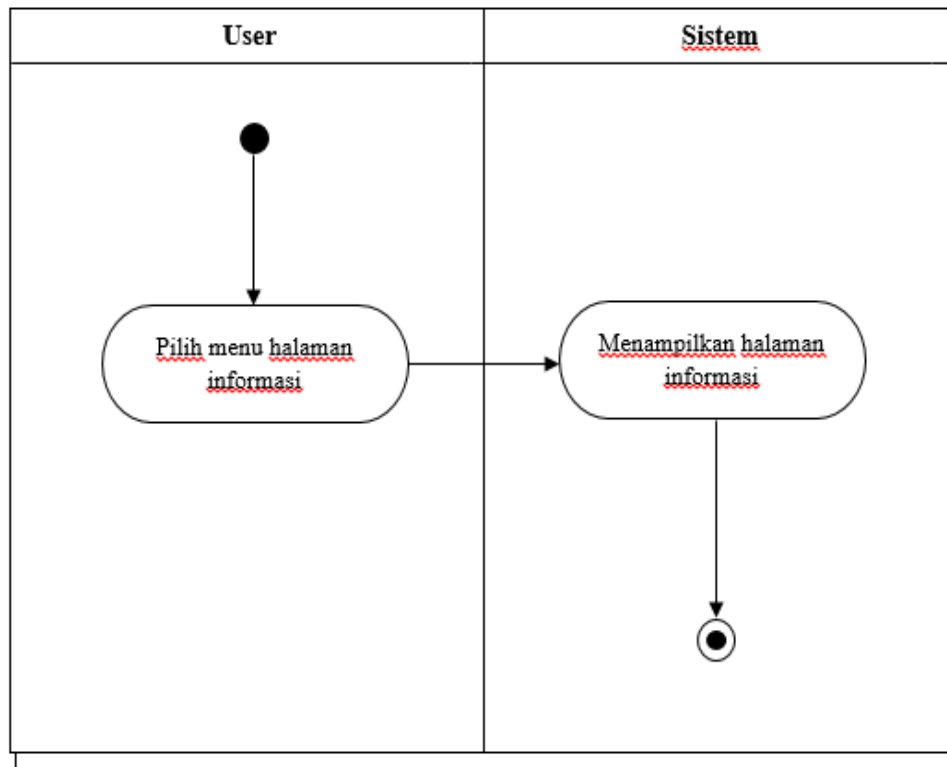 User
Sistem
Pilih menu halaman
informasi
Menampilkan halaman
informasi